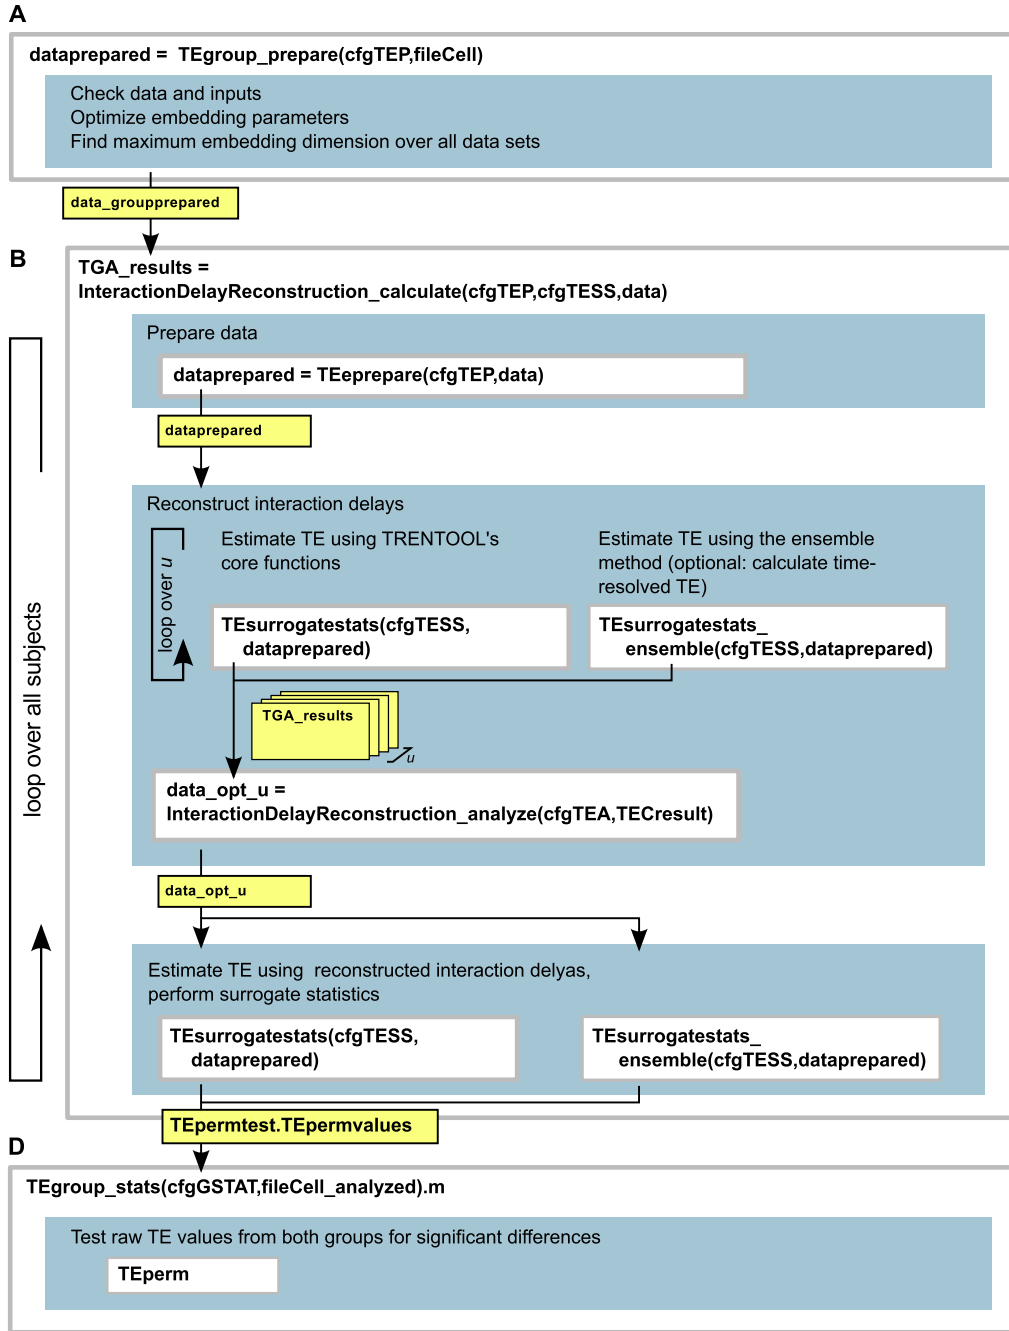 A
dataprepared = TEgroup_prepare(cfgTEP,fileCell)
Check data and inputs
Optimize embedding parameters
Find maximum embedding dimension over all data sets
data_groupprepared
B
TGA_results =
InteractionDelayReconstruction_calculate(cfgTEP,cfgTESS,data)
Prepare data
dataprepared = TEeprepare(cfgTEP,data)
dataprepared
loop over all subjects
Reconstruct interaction delays
loop over u
Estimate TE using TRENTOOL's
core functions
Estimate TE using the ensemble
method (optional: calculate time-
resolved TE)
TEsurrogatestats(cfgTESS,
dataprepared)
TEsurrogatestats_
ensemble(cfgTESS,dataprepared)
TGA_results
u
data_opt_u =
InteractionDelayReconstruction_analyze(cfgTEA,TECresult)
data_opt_u
Estimate TE using reconstructed interaction delyas,
perform surrogate statistics
TEsurrogatestats(cfgTESS,
dataprepared)
TEsurrogatestats_
ensemble(cfgTESS,dataprepared)
TEpermtest.TEpermvalues
D
TEgroup_stats(cfgGSTAT,fileCell_analyzed).m
Test raw TE values from both groups for significant differences
TEperm